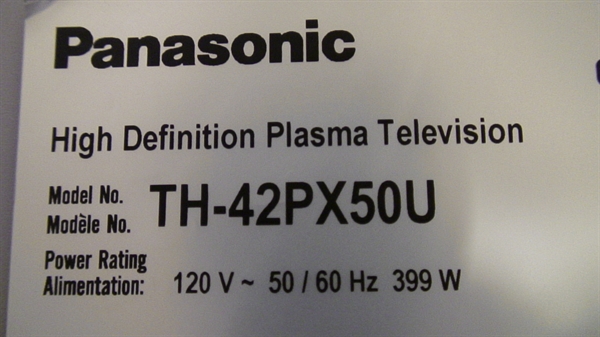 Panasonic
High Definition Plasma Television
Model No.
Modèle No. TH-42PX50U
Power Rating
Alimentation: 120 V ~ 50 / 60 Hz 399 W